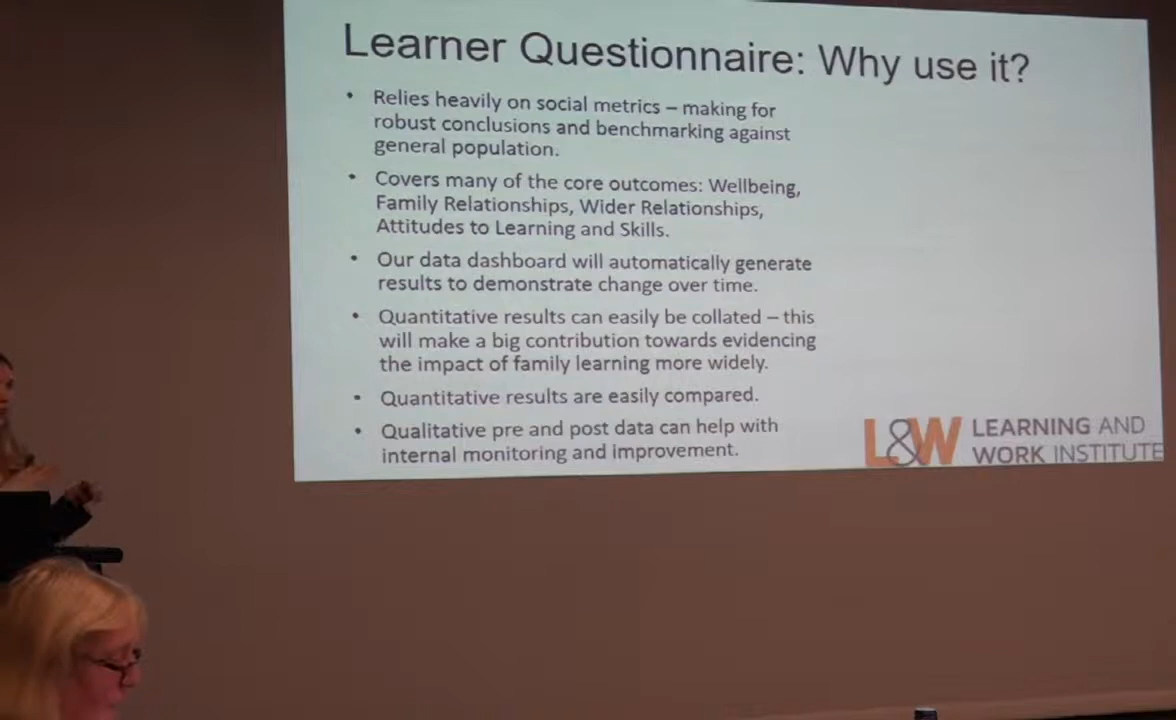 Learner Questionnaire: Why use it?
• Relies heavily on social metrics – making for
robust conclusions and benchmarking against
general population.
• Covers many of the core outcomes: Wellbeing,
Family Relationships, Wider Relationships,
Attitudes to Learning and Skills.
• Our data dashboard will automatically generate
results to demonstrate change over time.
• Quantitative results can easily be collated – this
will make a big contribution towards evidencing
the impact of family learning more widely.
• Quantitative results are easily compared.
• Qualitative pre and post data can help with
internal monitoring and improvement.
L&W
LEARNING AND
WORK INSTITUTE